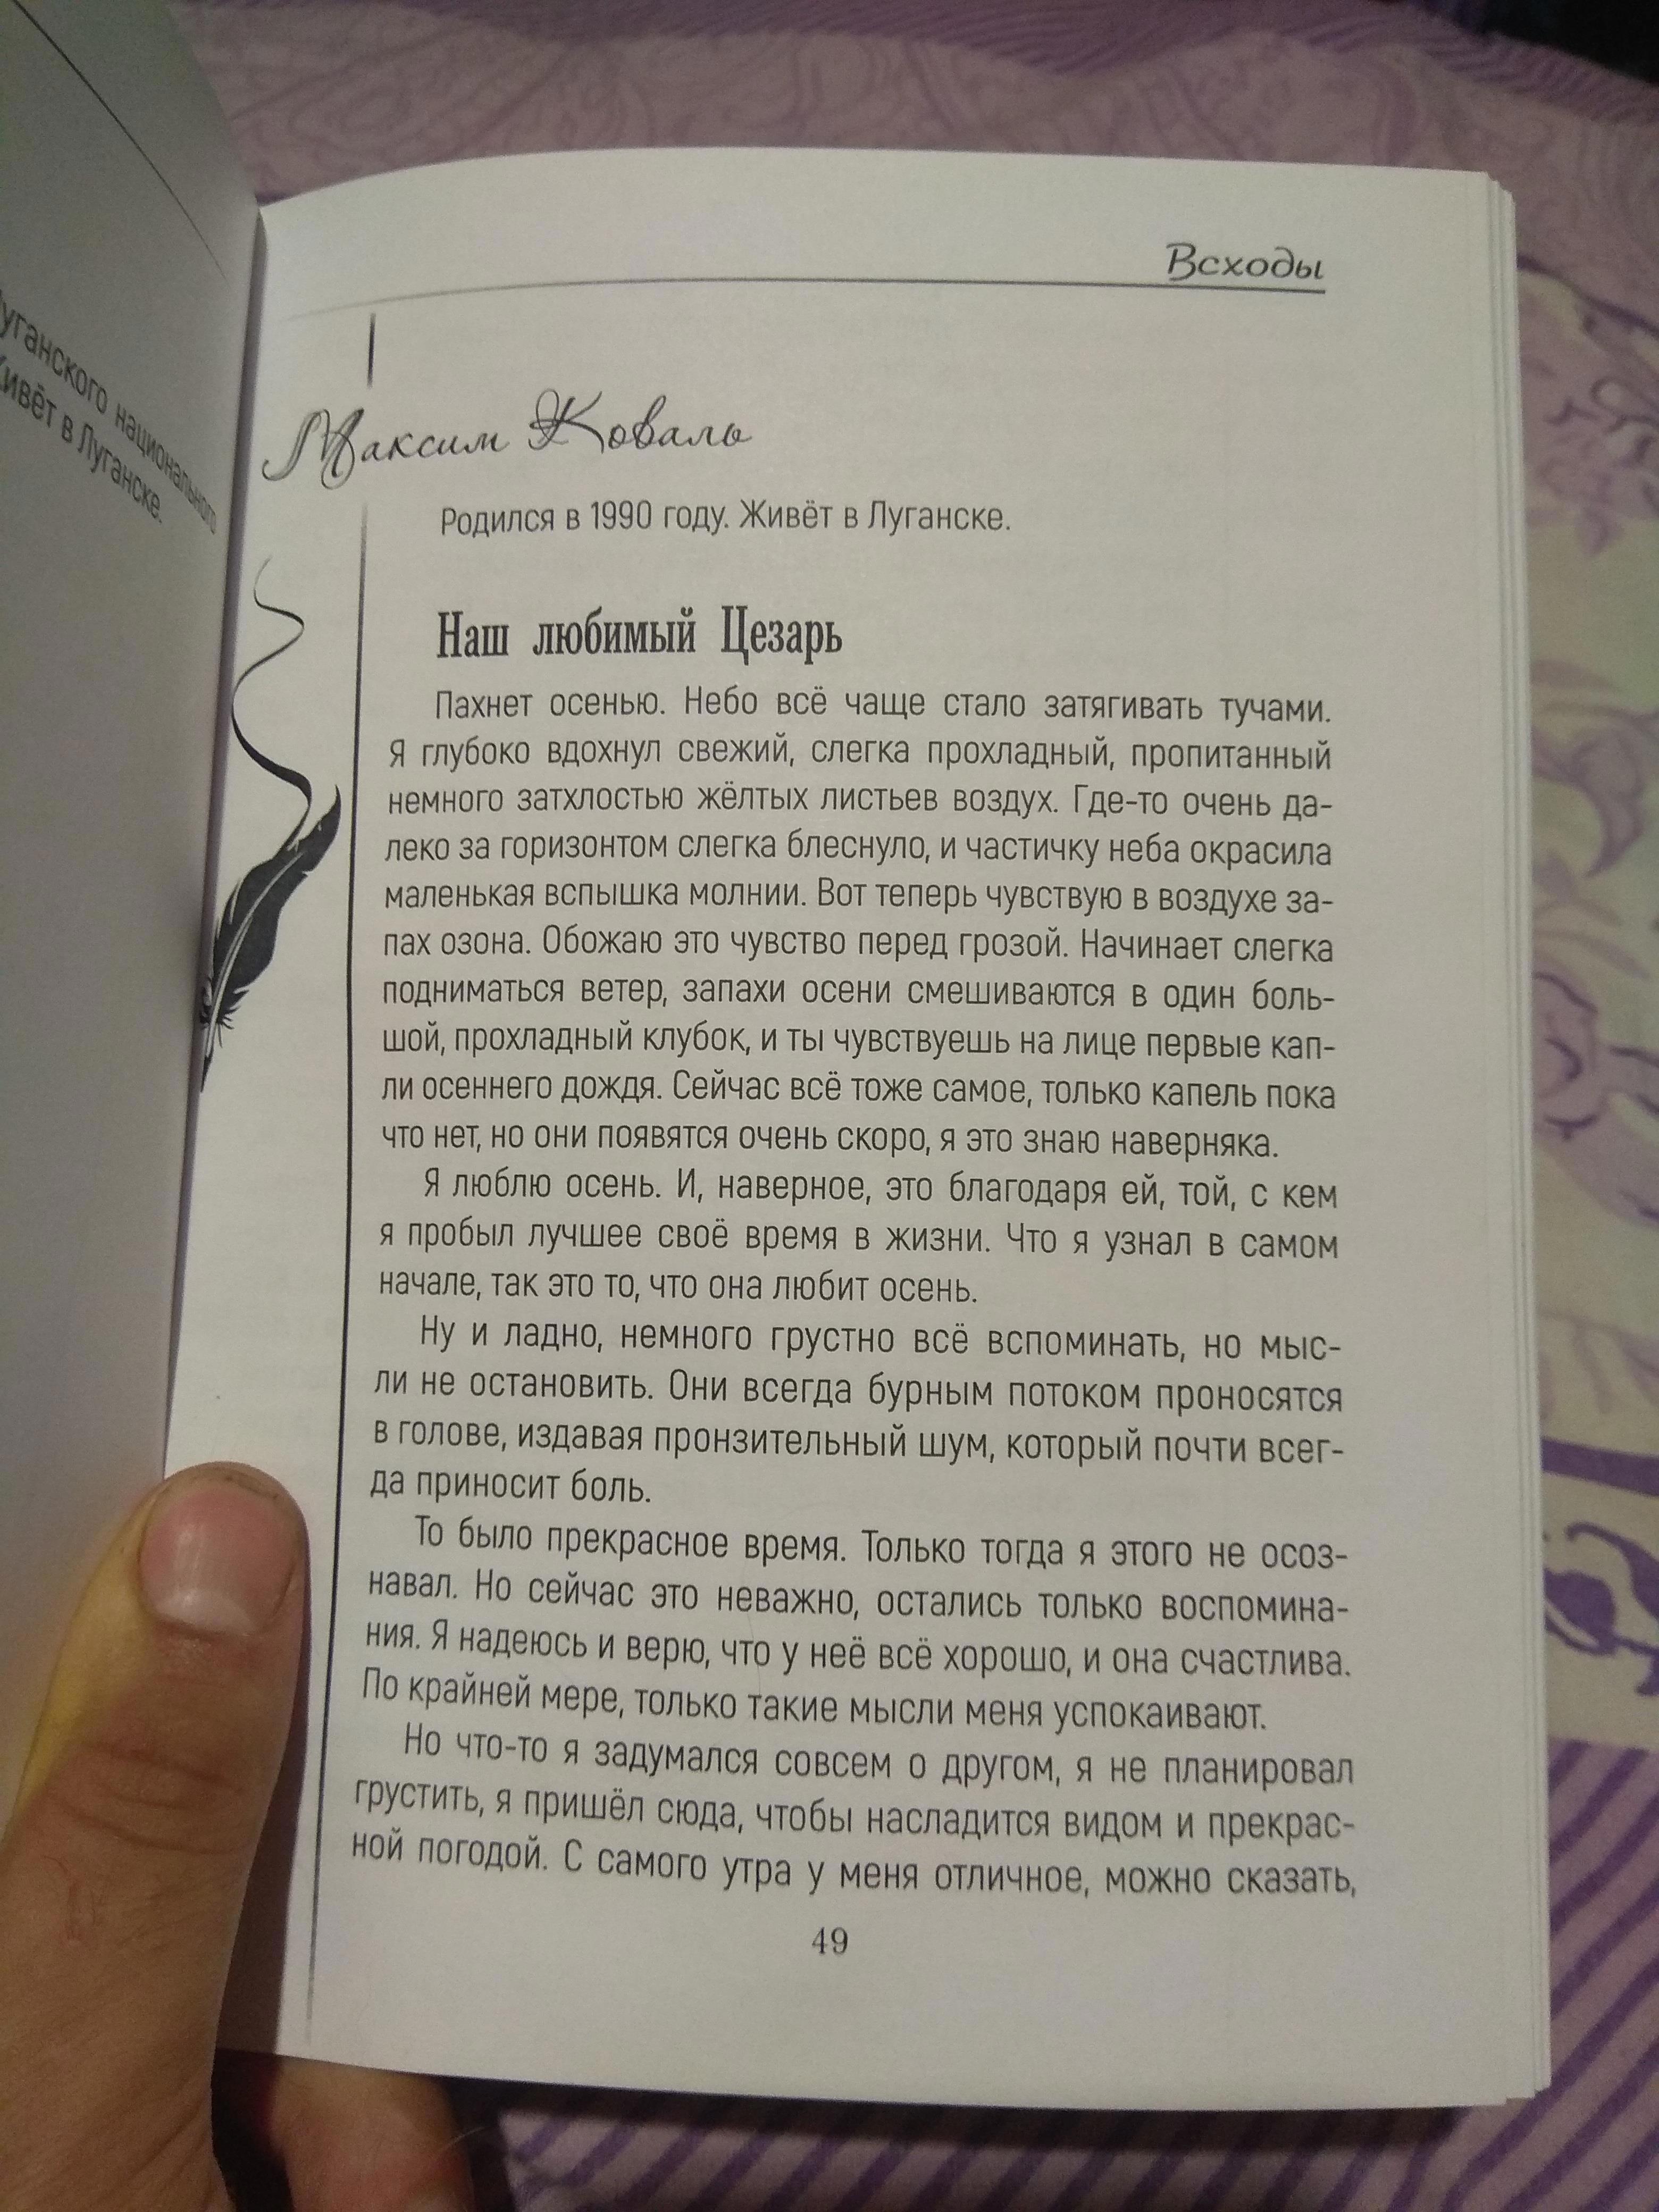 уганского национального
Живёт в Луганске.
Всходы
Максим Коваль
Родился в 1990 году. Живёт в Луганске.
Наш любимый Цезарь
Пахнет осенью. Небо всё чаще стало затягивать тучами.
Я глубоко вдохнул свежий, слегка прохладный, пропитанный
немного затхлостью жёлтых листьев воздух. Где-то очень да-
леко за горизонтом слегка блеснуло, и частичку неба окрасила
маленькая вспышка молнии. Вот теперь чувствую в воздухе за-
пах озона. Обожаю это чувство перед грозой. Начинает слегка
подниматься ветер, запахи осени смешиваются в один боль-
шой, прохладный клубок, и ты чувствуешь на лице первые кап-
ли осеннего дождя. Сейчас всё тоже самое, только капель пока
что нет, но они появятся очень скоро, я это знаю наверняка.
Я люблю осень. И, наверное, это благодаря ей, той, с кем
я пробыл лучшее своё время в жизни. Что я узнал в самом
начале, так это то, что она любит осень.
Ну и ладно, немного грустно всё вспоминать, но мыс-
ли не остановить. Они всегда бурным потоком проносятся
в голове, издавая пронзительный шум, который почти всег-
да приносит боль.
То было прекрасное время. Только тогда я этого не осоз-
навал. Но сейчас это неважно, остались только воспомина-
ния. Я надеюсь и верю, что у неё всё хорошо, и она счастлива.
По крайней мере, только такие мысли меня успокаивают.
Но что-то я задумался совсем о другом, я не планировал
грустить, я пришёл сюда, чтобы насладится видом и прекрас-
ной погодой. С самого утра у меня отличное, можно сказать,
49